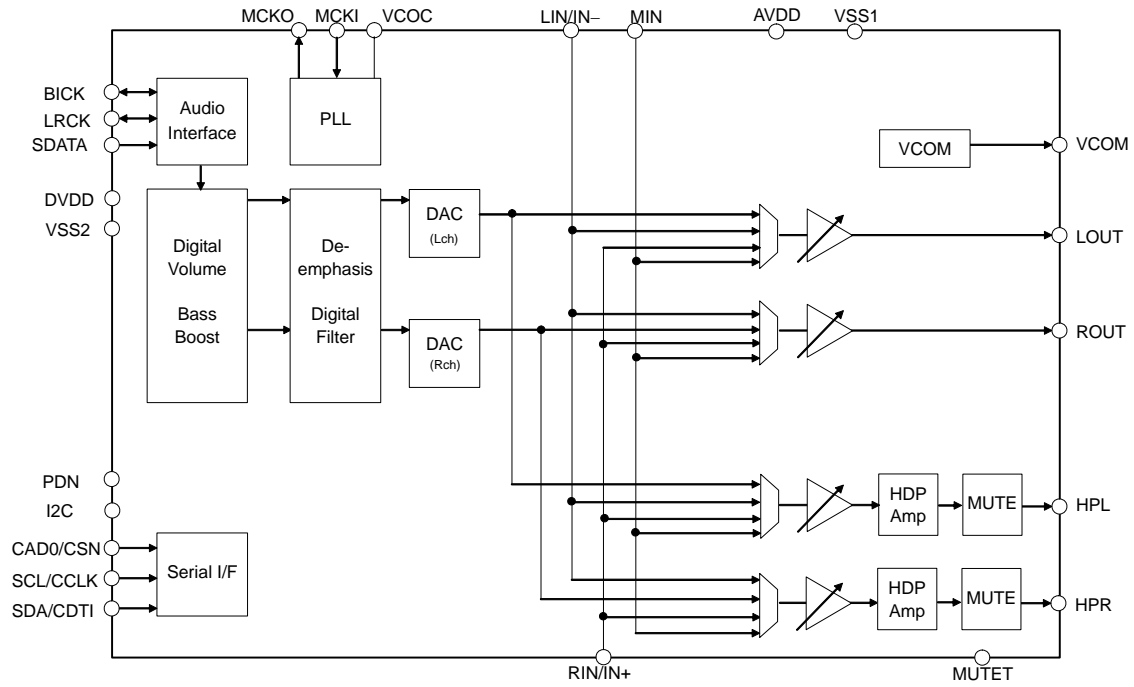 MCKO
MCKI
VCOC
LIN/IN−
MIN
AVDD
VSS1
BICK
LRCK
SDATA
Audio
Interface
PLL
VCOM
VCOM
DVDD
VSS2
Digital
Volume
Bass
Boost
De-
emphasis
Digital
Filter
DAC
(Lch)
DAC
(Rch)
LOUT
ROUT
PDN
I2C
CAD0/CSN
SCL/CCLK
SDA/CDTI
Serial I/F
HDP
Amp
MUTE
HPL
HDP
Amp
MUTE
HPR
RIN/IN+
MUTET